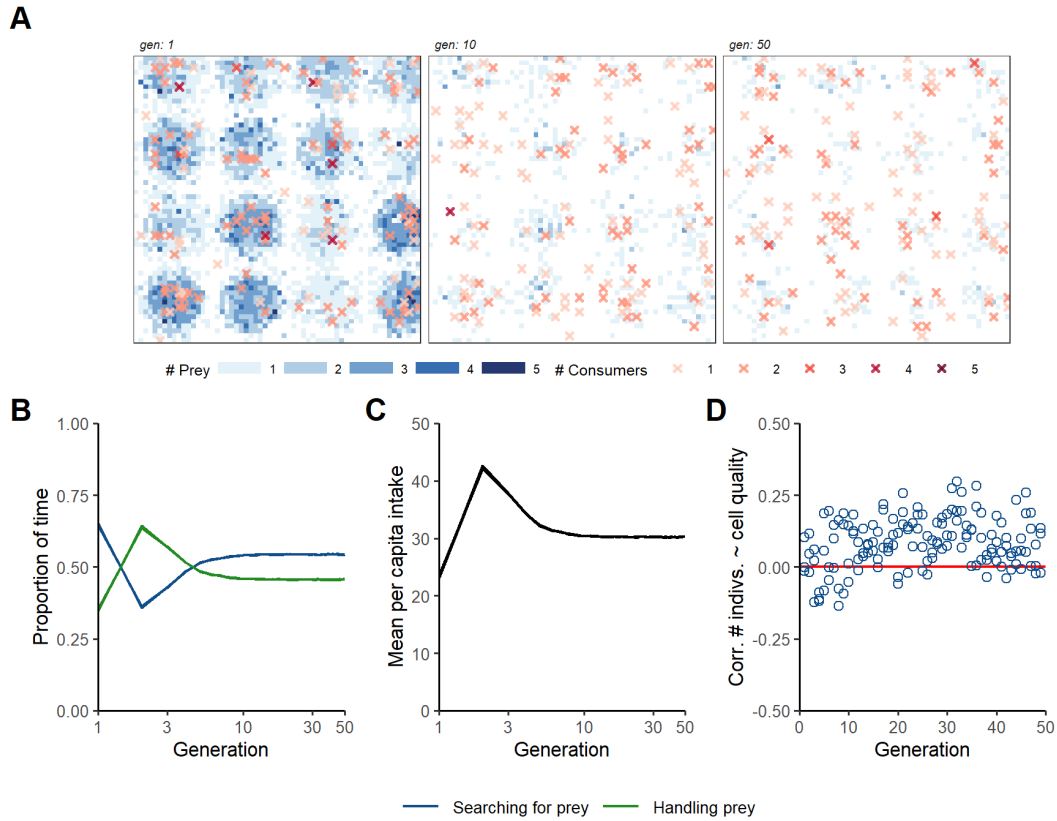 A
gen: 1 gen: 10 gen: 50
# Prey 1 2 3 4 5 # Consumers 1 2 3 4 5
B
1.00
0.75
0.50
0.25
0.00
Proportion of time
1 3 10 30 50
Generation
C
50
40
30
20
10
0
Mean per capita intake
1 3 10 30 50
Generation
D
0.50
0.25
0.00
-0.25
-0.50
Corr. # indivs. ~ cell quality
0 10 20 30 40 50
Generation
Searching for prey Handling prey